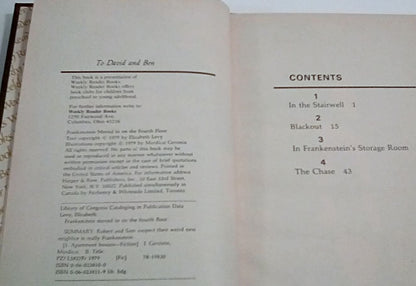 To David and Ben
This book is a presentation of
Weekly Reader Books
Weekly Reader Books offers
book clubs for children from
preschool to young adulthood.
For further information write to:
Weekly Reader Books
1250 Fairwood Ave.
Columbus, Ohio 43216
Frankenstein Moved in on the Fourth Floor
Text copyright © 1979 by Elizabeth Levy
Illustrations copyright © 1979 by Mordicai Gerstein
All rights reserved. No part of this book may be
used or reproduced in any manner whatsoever without
written permission except in the case of brief quotations
embodied in critical articles and reviews. Printed in
the United States of America. For information address
Harper & Row, Publishers, Inc., 10 East 53rd Street,
New York, N.Y. 10022. Published simultaneously in
Canada by Fitzhenry & Whiteside Limited, Toronto.
Library of Congress Cataloging in Publication Data
Levy, Elizabeth.
Frankenstein moved in on the fourth floor.
SUMMARY: Robert and Sam suspect their weird new
neighbor is really Frankenstein.
[1. Apartment houses—Fiction] I. Gerstein,
Mordicai. II. Title.
1979 [Fic] 78-19830
ISBN 0-06-023810-0
ISBN 0-06-023811-9 lib. bdg.
CONTENTS
1
In the Stairwell 1
2
Blackout 15
3
In Frankenstein's Storage Room
4
The Chase 43